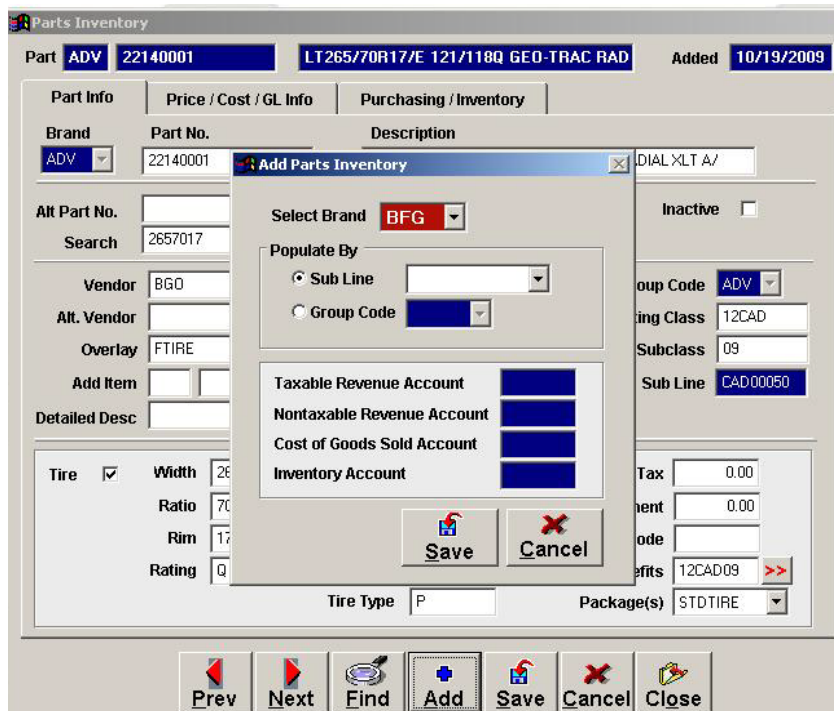 Parts Inventory
Part ADV 22140001 LT265/70R17/E 121/118Q GEO-TRAC RAD Added 10/19/2009
Part Info Price / Cost / GL Info Purchasing / Inventory
Brand Part No. Description
ADV 22140001 DIAL XLT A/
Add Parts Inventory
Alt Part No. Inactive
Select Brand BFG
Search 2657017
Populate By
Sub Line
Vendor BGO oup Code ADV
Group Code
Alt. Vendor ing Class 12CAD
Overlay FTIRE Subclass 09
Add Item Sub Line CAD00050
Taxable Revenue Account
Detailed Desc
Nontaxable Revenue Account
Cost of Goods Sold Account
Inventory Account
Tire Width 26 Tax 0.00
Ratio 70 ent 0.00
Rim 17 ode
Save Cancel
Rating Q efits 12CAD09 >>
Tire Type P Package(s) STDTIRE
Prev Next Find Add Save Cancel Close